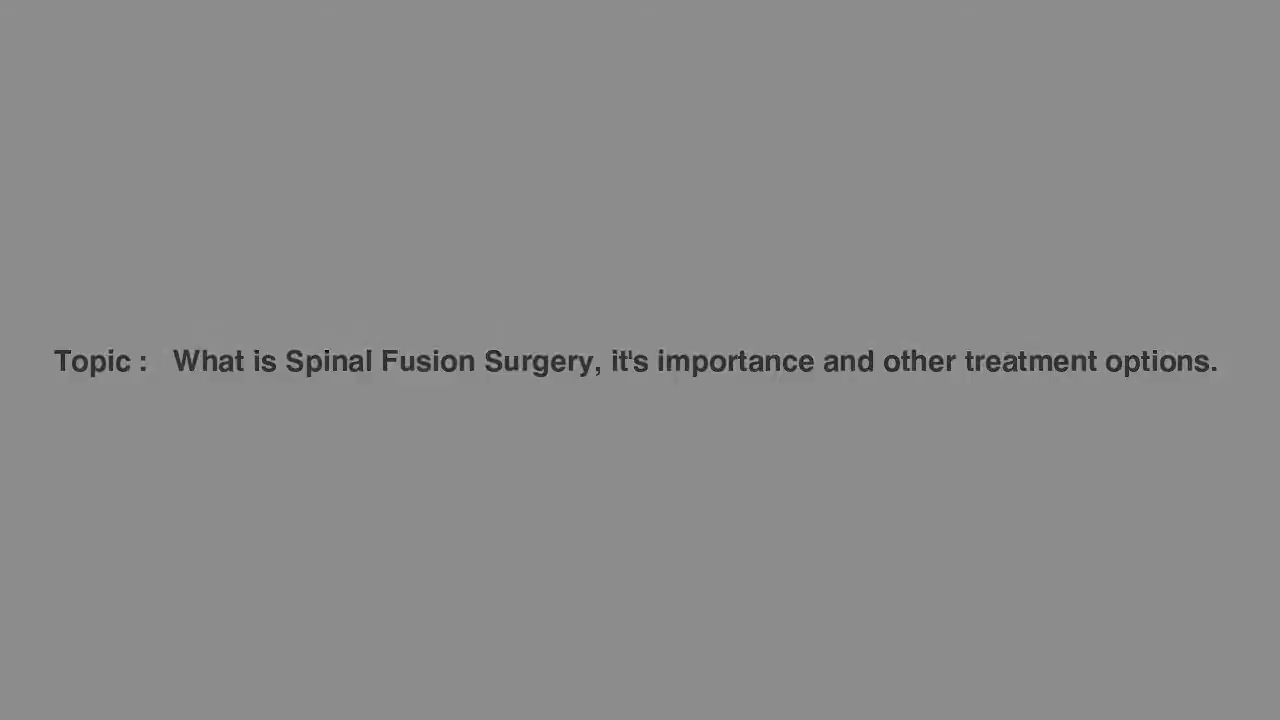 Topic : What is Spinal Fusion Surgery, it's importance and other treatment options.